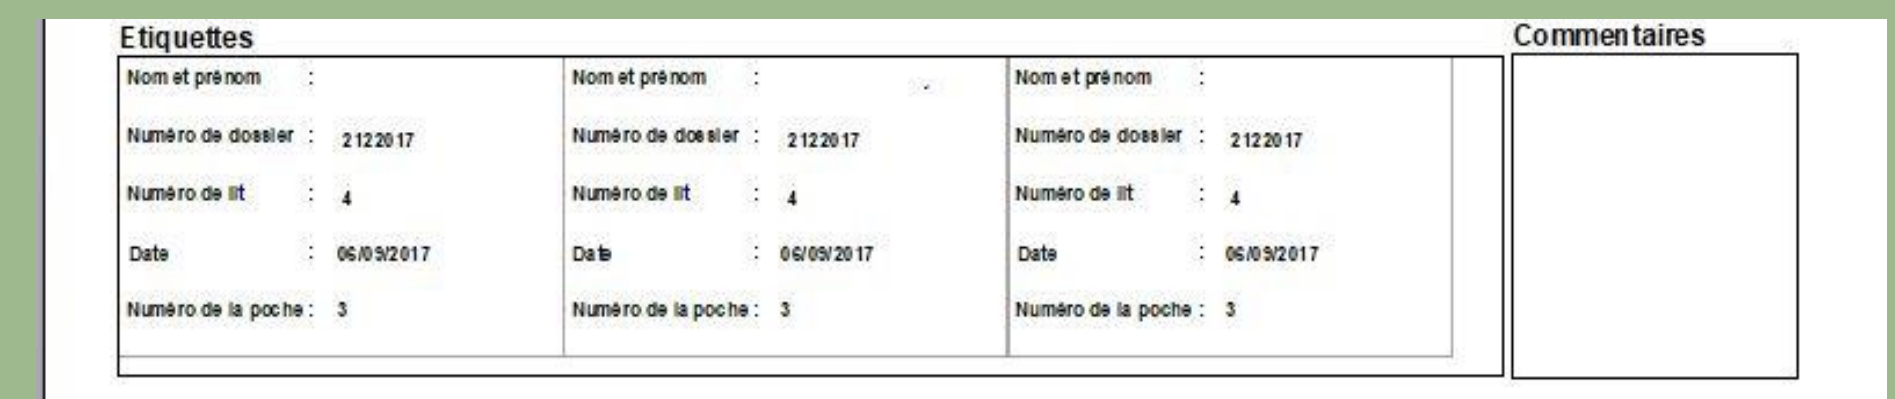 Etiquettes
Commentaires
Nom et prénom :
Numéro de dossier : 2122017
Numéro de lit : 4
Date : 06/09/2017
Numéro de la poche : 3
Nom et prénom :
Numéro de dossier : 2122017
Numéro de lit : 4
Date : 06/09/2017
Numéro de la poche : 3
Nom et prénom :
Numéro de dossier : 2122017
Numéro de lit : 4
Date : 06/09/2017
Numéro de la poche : 3